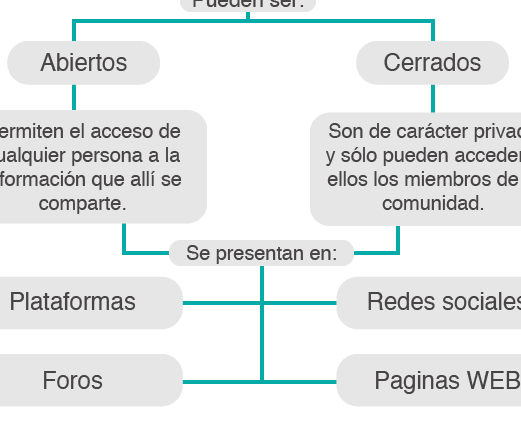 Pueden ser:
Abiertos
Cerrados
ermiten el acceso de
ualquier persona a la
formación que allí se
comparte.
Son de carácter privad
y sólo pueden acceder
ellos los miembros de
comunidad.
Se presentan en:
Plataformas
Redes sociales
Foros
Paginas WEB